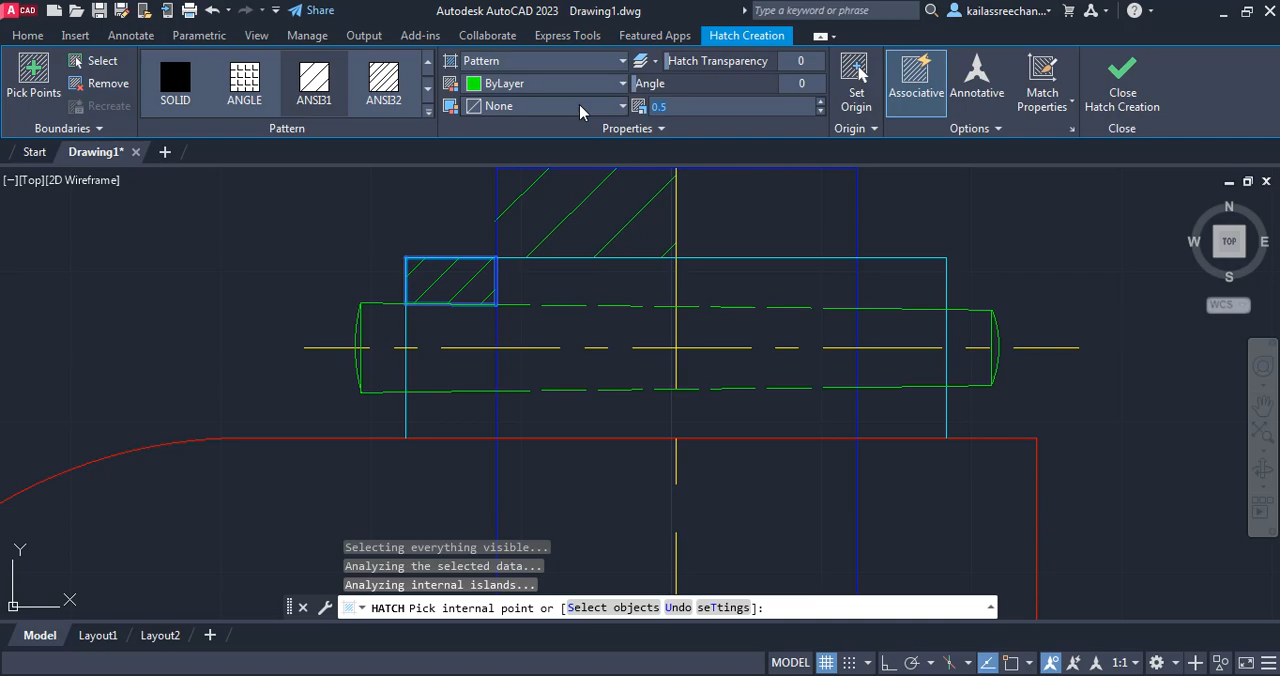 CAD Share Autodesk AutoCAD 2023 Drawing1.dwg Type a keyword or phrase kailassreechan...
Home Insert Annotate Parametric View Manage Output Add-ins Collaborate Express Tools Featured Apps Hatch Creation
Pick Points
Select
Remove
Recreate
Boundaries
SOLID ANGLE ANSI31 ANSI32
Pattern
Pattern
ByLayer
None
Hatch Transparency 0
Angle 0
0.5
Properties
Set
Origin
Origin
Associative
Annotative
Match
Properties
Options
Close
Hatch Creation
Close
Start Drawing1*
[−][Top][2D Wireframe]
N
W TOP E
S
WCS
Y
X
Selecting everything visible...
Analyzing the selected data...
Analyzing internal islands...
HATCH Pick internal point or [Select objects Undo seTtings]:
Model Layout1 Layout2
MODEL 1:1